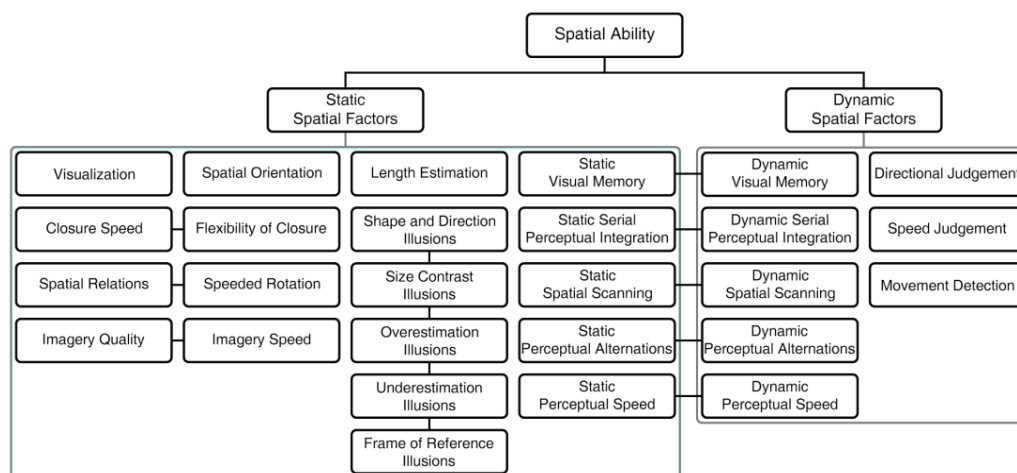 Spatial Ability
Static
Spatial Factors
Dynamic
Spatial Factors
Visualization
Spatial Orientation
Length Estimation
Static
Visual Memory
Dynamic
Visual Memory
Directional Judgement
Closure Speed
Flexibility of Closure
Shape and Direction
Illusions
Static Serial
Perceptual Integration
Dynamic Serial
Perceptual Integration
Speed Judgement
Spatial Relations
Speeded Rotation
Size Contrast
Illusions
Static
Spatial Scanning
Dynamic
Spatial Scanning
Movement Detection
Imagery Quality
Imagery Speed
Overestimation
Illusions
Static
Perceptual Alternations
Dynamic
Perceptual Alternations
Underestimation
Illusions
Static
Perceptual Speed
Dynamic
Perceptual Speed
Frame of Reference
Illusions